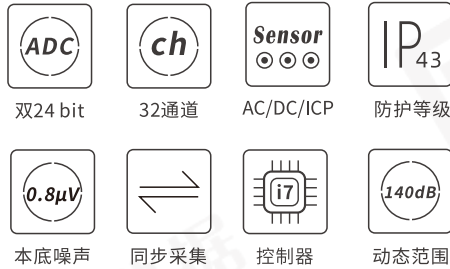 ADC
ch
Sensor
IP43
双24 bit
32通道
AC/DC/ICP
防护等级
0.8μV
i7
140dB
本底噪声
同步采集
控制器
动态范围